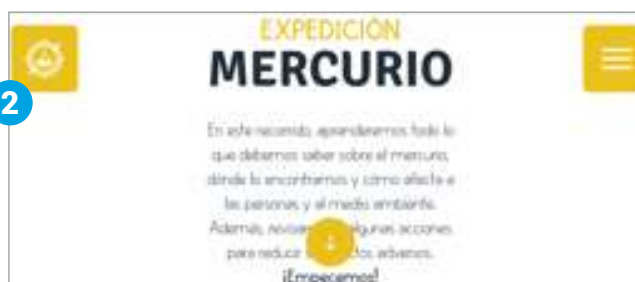 EXPEDICIÓN
MERCURIO
2
En este recorrido, aprenderemos todo lo
que debemos saber sobre el mercurio,
dónde lo encontramos y cómo afecta a
las personas y al medio ambiente.
Además, algunas acciones
para reducir adversos.
¡Empecemos!